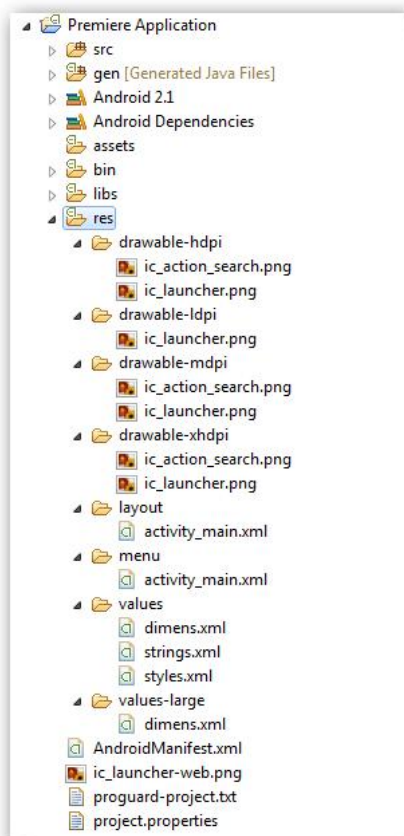 Premiere Application
src
gen [Generated Java Files]
Android 2.1
Android Dependencies
assets
bin
libs
res
drawable-hdpi
ic_action_search.png
ic_launcher.png
drawable-ldpi
ic_launcher.png
drawable-mdpi
ic_action_search.png
ic_launcher.png
drawable-xhdpi
ic_action_search.png
ic_launcher.png
layout
activity_main.xml
menu
activity_main.xml
values
dimens.xml
strings.xml
styles.xml
values-large
dimens.xml
AndroidManifest.xml
ic_launcher-web.png
proguard-project.txt
project.properties